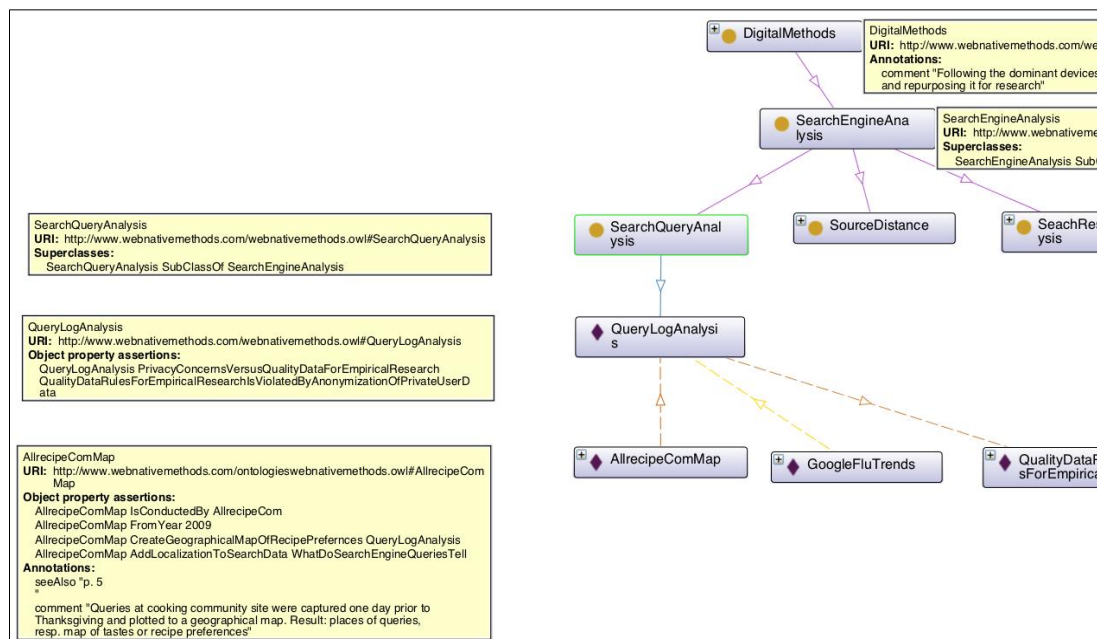 DigitalMethods
DigitalMethods
URI: http://www.webnativemethods.com/we
Annotations:
comment "Following the dominant devices
and repurposing it for research"
SearchEngineAna
lysis
SearchEngineAnalysis
URI: http://www.webnativeme
Superclasses:
SearchEngineAnalysis SubC
SearchQueryAnalysis
URI: http://www.webnativemethods.com/webnativemethods.owl#SearchQueryAnalysis
Superclasses:
SearchQueryAnalysis SubClassOf SearchEngineAnalysis
SearchQueryAnal
ysis
SourceDistance
SeachRes
ysis
QueryLogAnalysis
URI: http://www.webnativemethods.com/webnativemethods.owl#QueryLogAnalysis
Object property assertions:
QueryLogAnalysis PrivacyConcernsVersusQualityDataForEmpiricalResearch
QualityDataRulesForEmpiricalResearchIsViolatedByAnonymizationOfPrivateUserD
ata
QueryLogAnalysi
s
AllrecipeComMap
URI: http://www.webnativemethods.com/ontologieswebnativemethods.owl#AllrecipeCom
Map
Object property assertions:
AllrecipeComMap IsConductedBy AllrecipeCom
AllrecipeComMap FromYear 2009
AllrecipeComMap CreateGeographicalMapOfRecipePrefernces QueryLogAnalysis
AllrecipeComMap AddLocalizationToSearchData WhatDoSearchEngineQueriesTell
Annotations:
seeAlso "p. 5
"
comment "Queries at cooking community site were captured one day prior to
Thanksgiving and plotted to a geographical map. Result: places of queries,
resp. map of tastes or recipe preferences"
AllrecipeComMap
GoogleFluTrends
QualityDataR
sForEmpirica